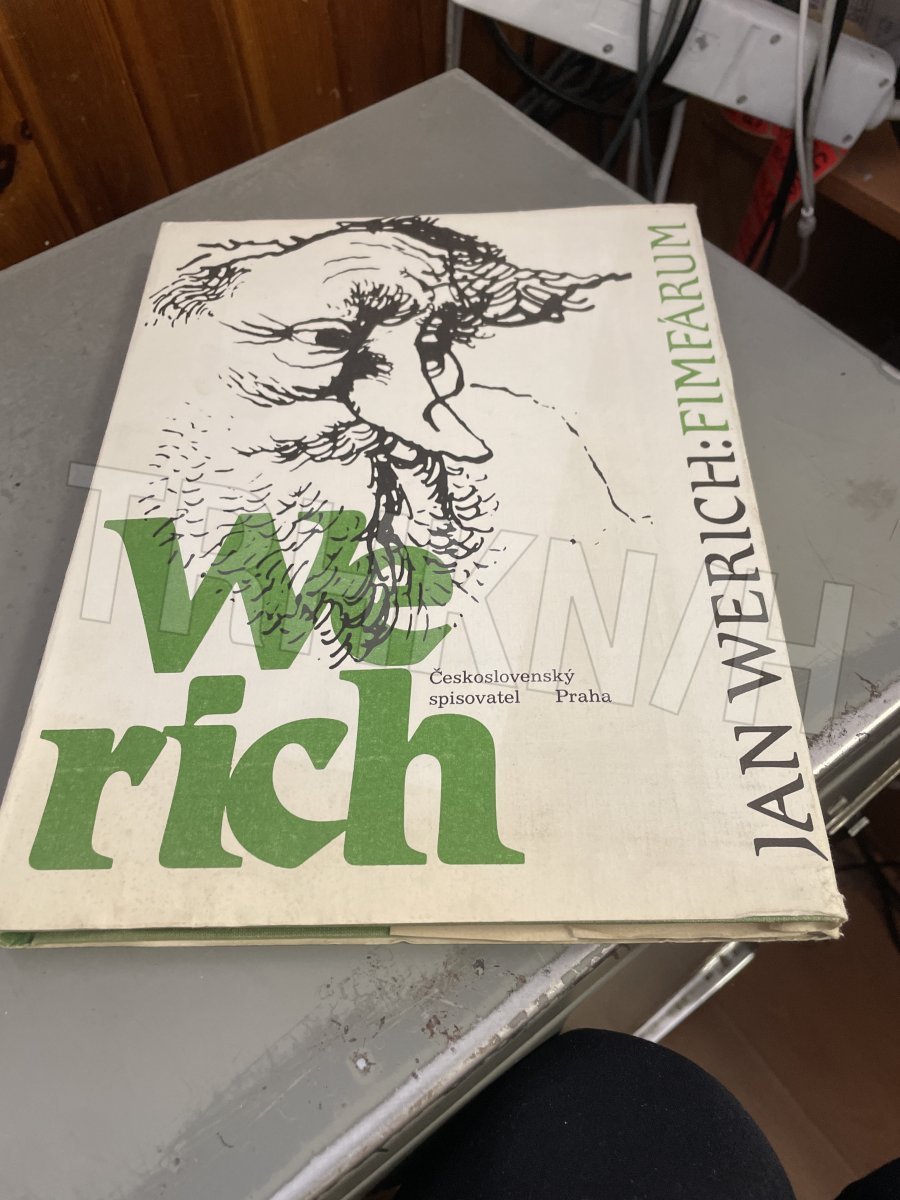 JAN WERICH: FIMFÁRUM
We
rich
Československý
spisovatel Praha